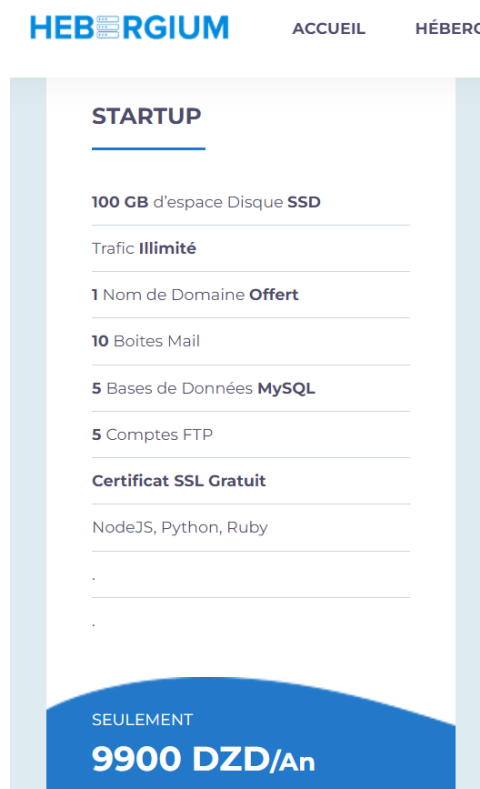 HEBERGIUM
ACCUEIL
STARTUP
100 GB d'espace Disque SSD
Trafic Illimité
1 Nom de Domaine Offert
10 Boites Mail
5 Bases de Données MySQL
5 Comptes FTP
Certificat SSL Gratuit
NodeJS, Python, Ruby
.
.
SEULEMENT
9900 DZD/An